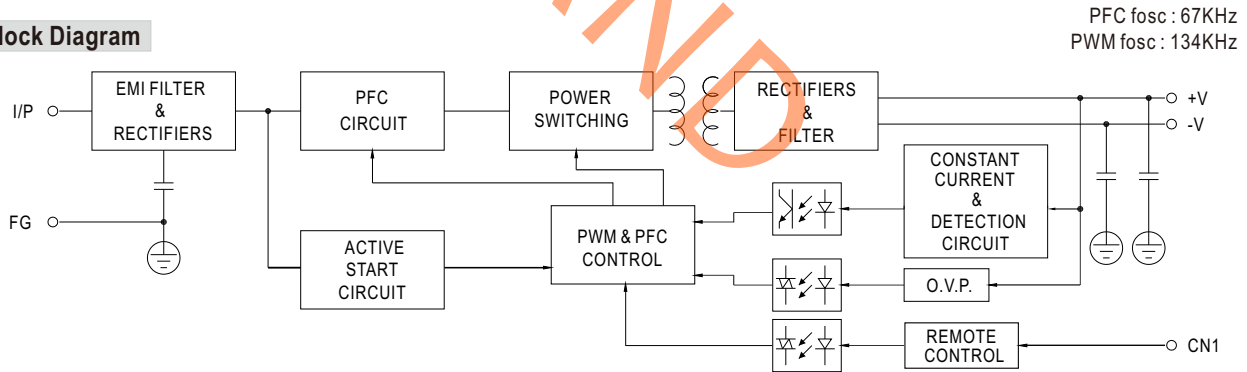 PFC fosc : 67KHz
lock Diagram
PWM fosc : 134KHz
I/P
EMI FILTER
&
RECTIFIERS
PFC
CIRCUIT
POWER
SWITCHING
RECTIFIERS
&
FILTER
+V
-V
CONSTANT
CURRENT
&
DETECTION
CIRCUIT
FG
ACTIVE
START
CIRCUIT
PWM & PFC
CONTROL
O.V.P.
REMOTE
CONTROL
CN1
AND